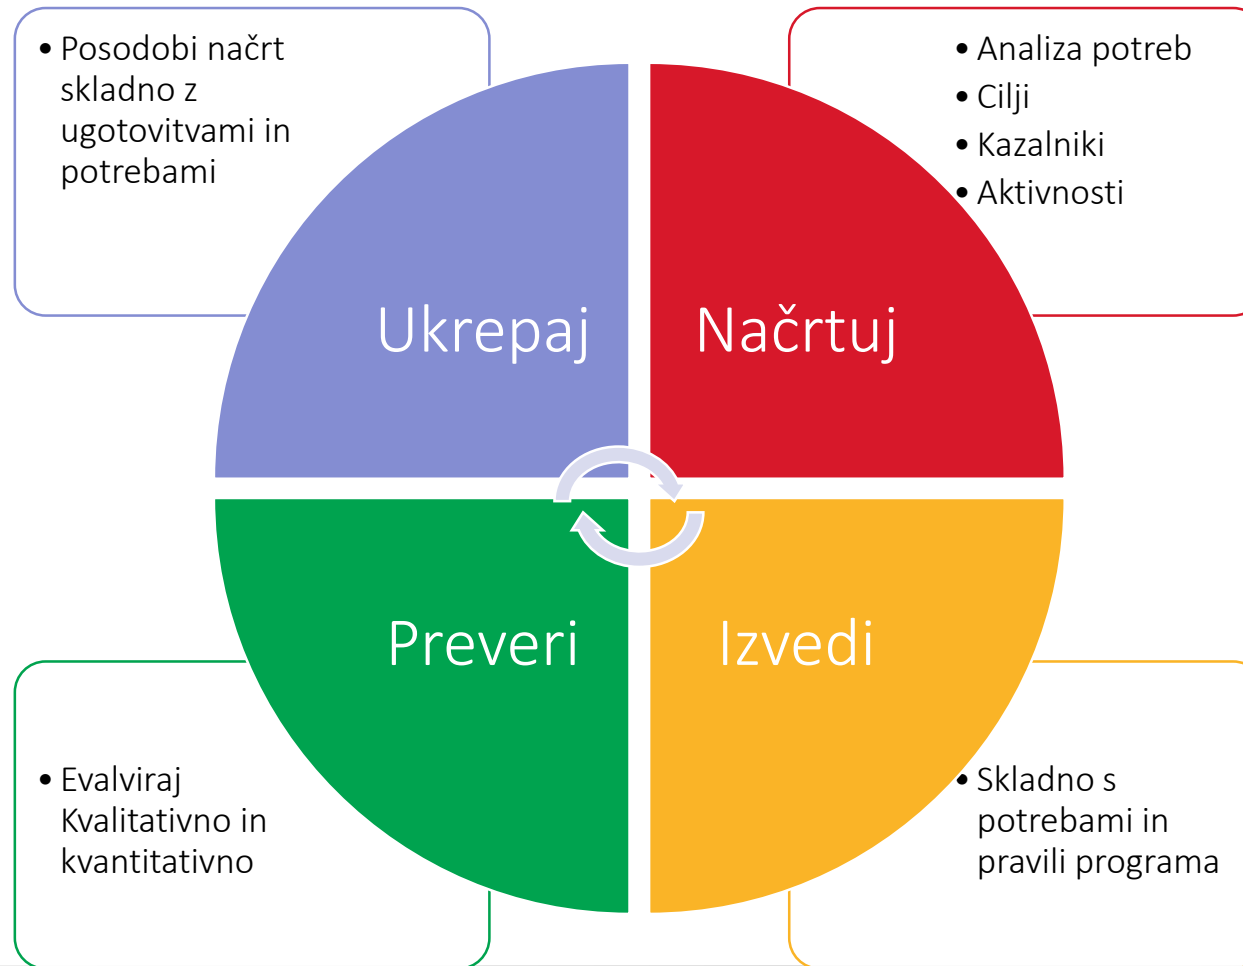 • Posodobi načrt
skladno z
ugotovitvami in
potrebami
• Analiza potreb
• Cilji
• Kazalniki
• Aktivnosti
Ukrepaj
Načrtuj
Preveri
Izvedi
• Evalviraj
Kvalitativno in
kvantitativno
• Skladno s
potrebami in
pravili programa